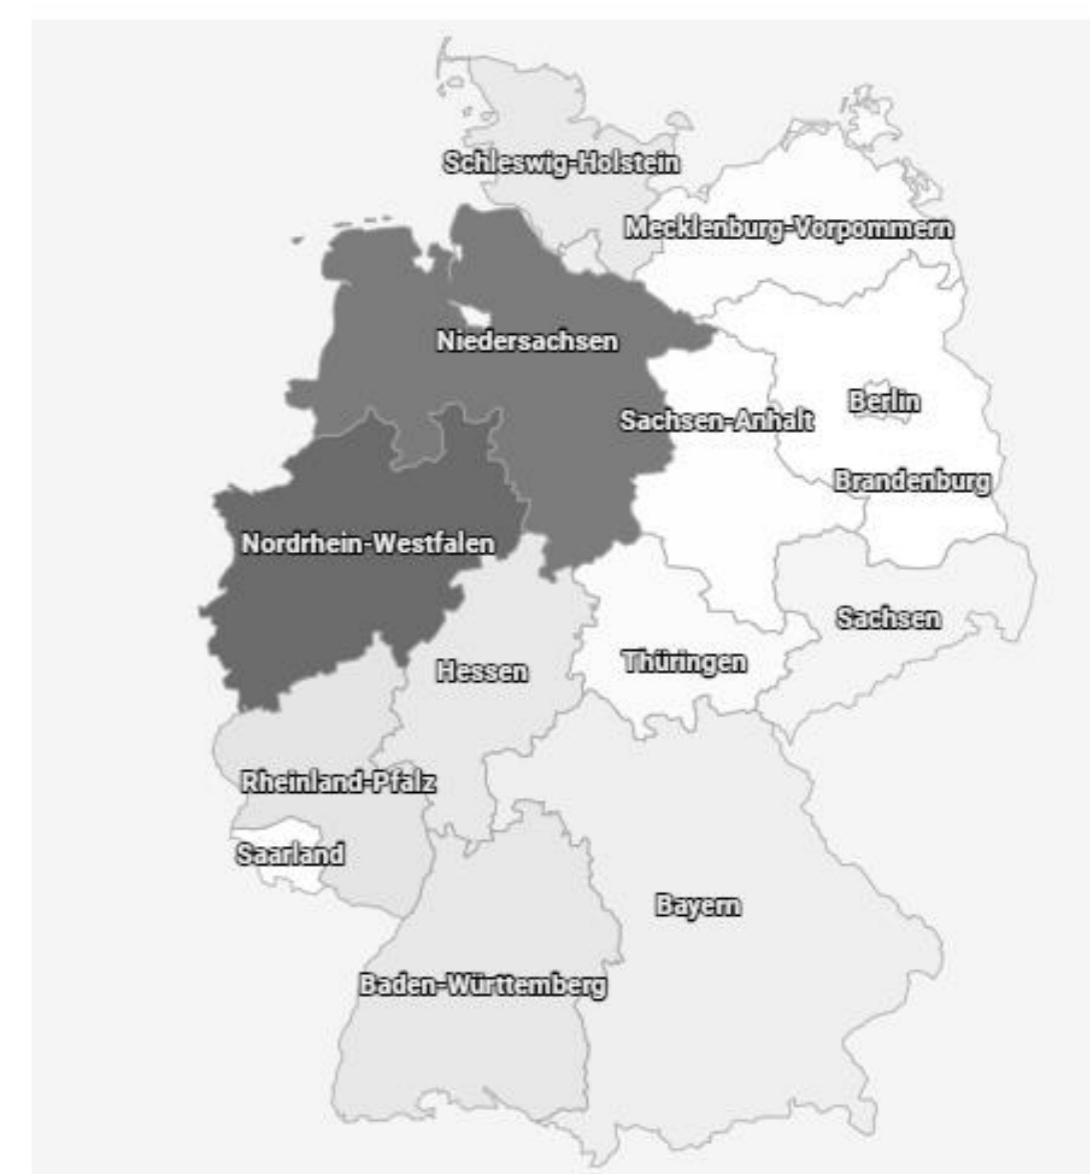 Schleswig-Holstein
Mecklenburg-Vorpommern
Niedersachsen
Berlin
Sachsen-Anhalt
Brandenburg
Nordrhein-Westfalen
Sachsen
Thüringen
Hessen
Rheinland-Pfalz
Saarland
Bayern
Baden-Württemberg